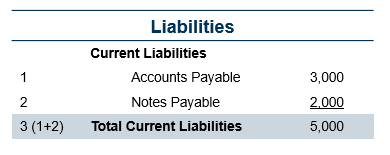 Liabilities
Current Liabilities
1 Accounts Payable 3,000
2 Notes Payable 2,000
3 (1+2) Total Current Liabilities 5,000